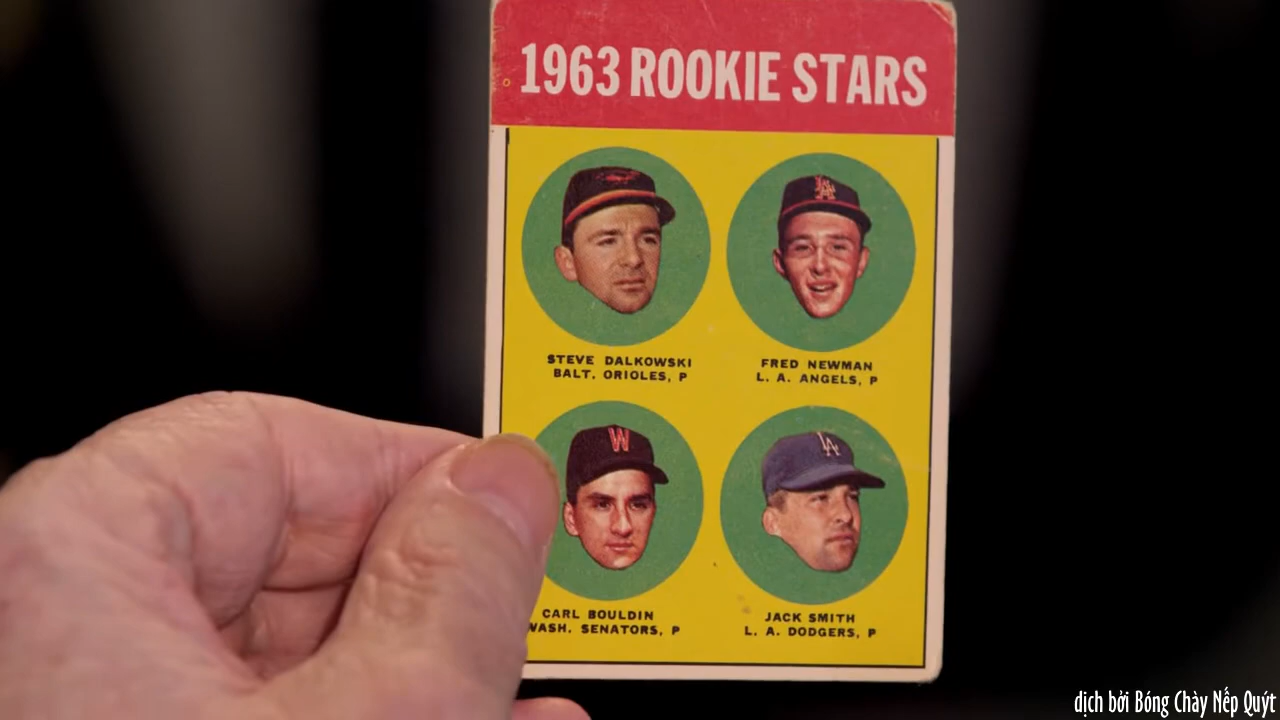 1963 ROOKIE STARS
STEVE DALKOWSKI
BALT. ORIOLES, P
FRED NEWMAN
L. A. ANGELS, P
CARL BOULDIN
WASH. SENATORS, P
JACK SMITH
L. A. DODGERS, P
dịch bởi Bóng Chày Nếp Quýt